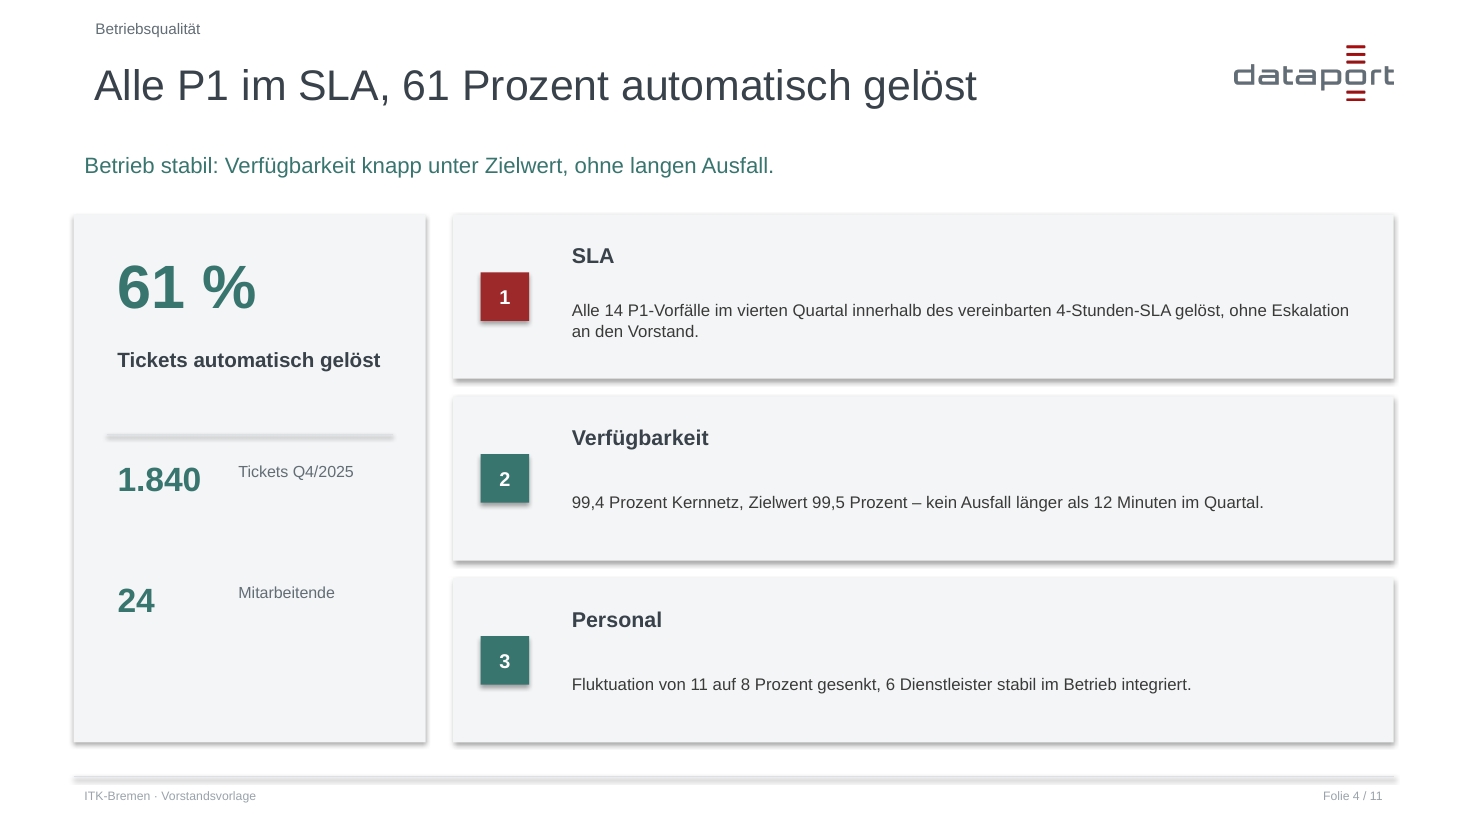 Betriebsqualität
Alle P1 im SLA, 61 Prozent automatisch gelöst
dataport
Betrieb stabil: Verfügbarkeit knapp unter Zielwert, ohne langen Ausfall.
61 %
Tickets automatisch gelöst
1.840
Tickets Q4/2025
24
Mitarbeitende
1
SLA
Alle 14 P1-Vorfälle im vierten Quartal innerhalb des vereinbarten 4-Stunden-SLA gelöst, ohne Eskalation
an den Vorstand.
2
Verfügbarkeit
99,4 Prozent Kernnetz, Zielwert 99,5 Prozent – kein Ausfall länger als 12 Minuten im Quartal.
3
Personal
Fluktuation von 11 auf 8 Prozent gesenkt, 6 Dienstleister stabil im Betrieb integriert.
ITK-Bremen · Vorstandsvorlage
Folie 4 / 11